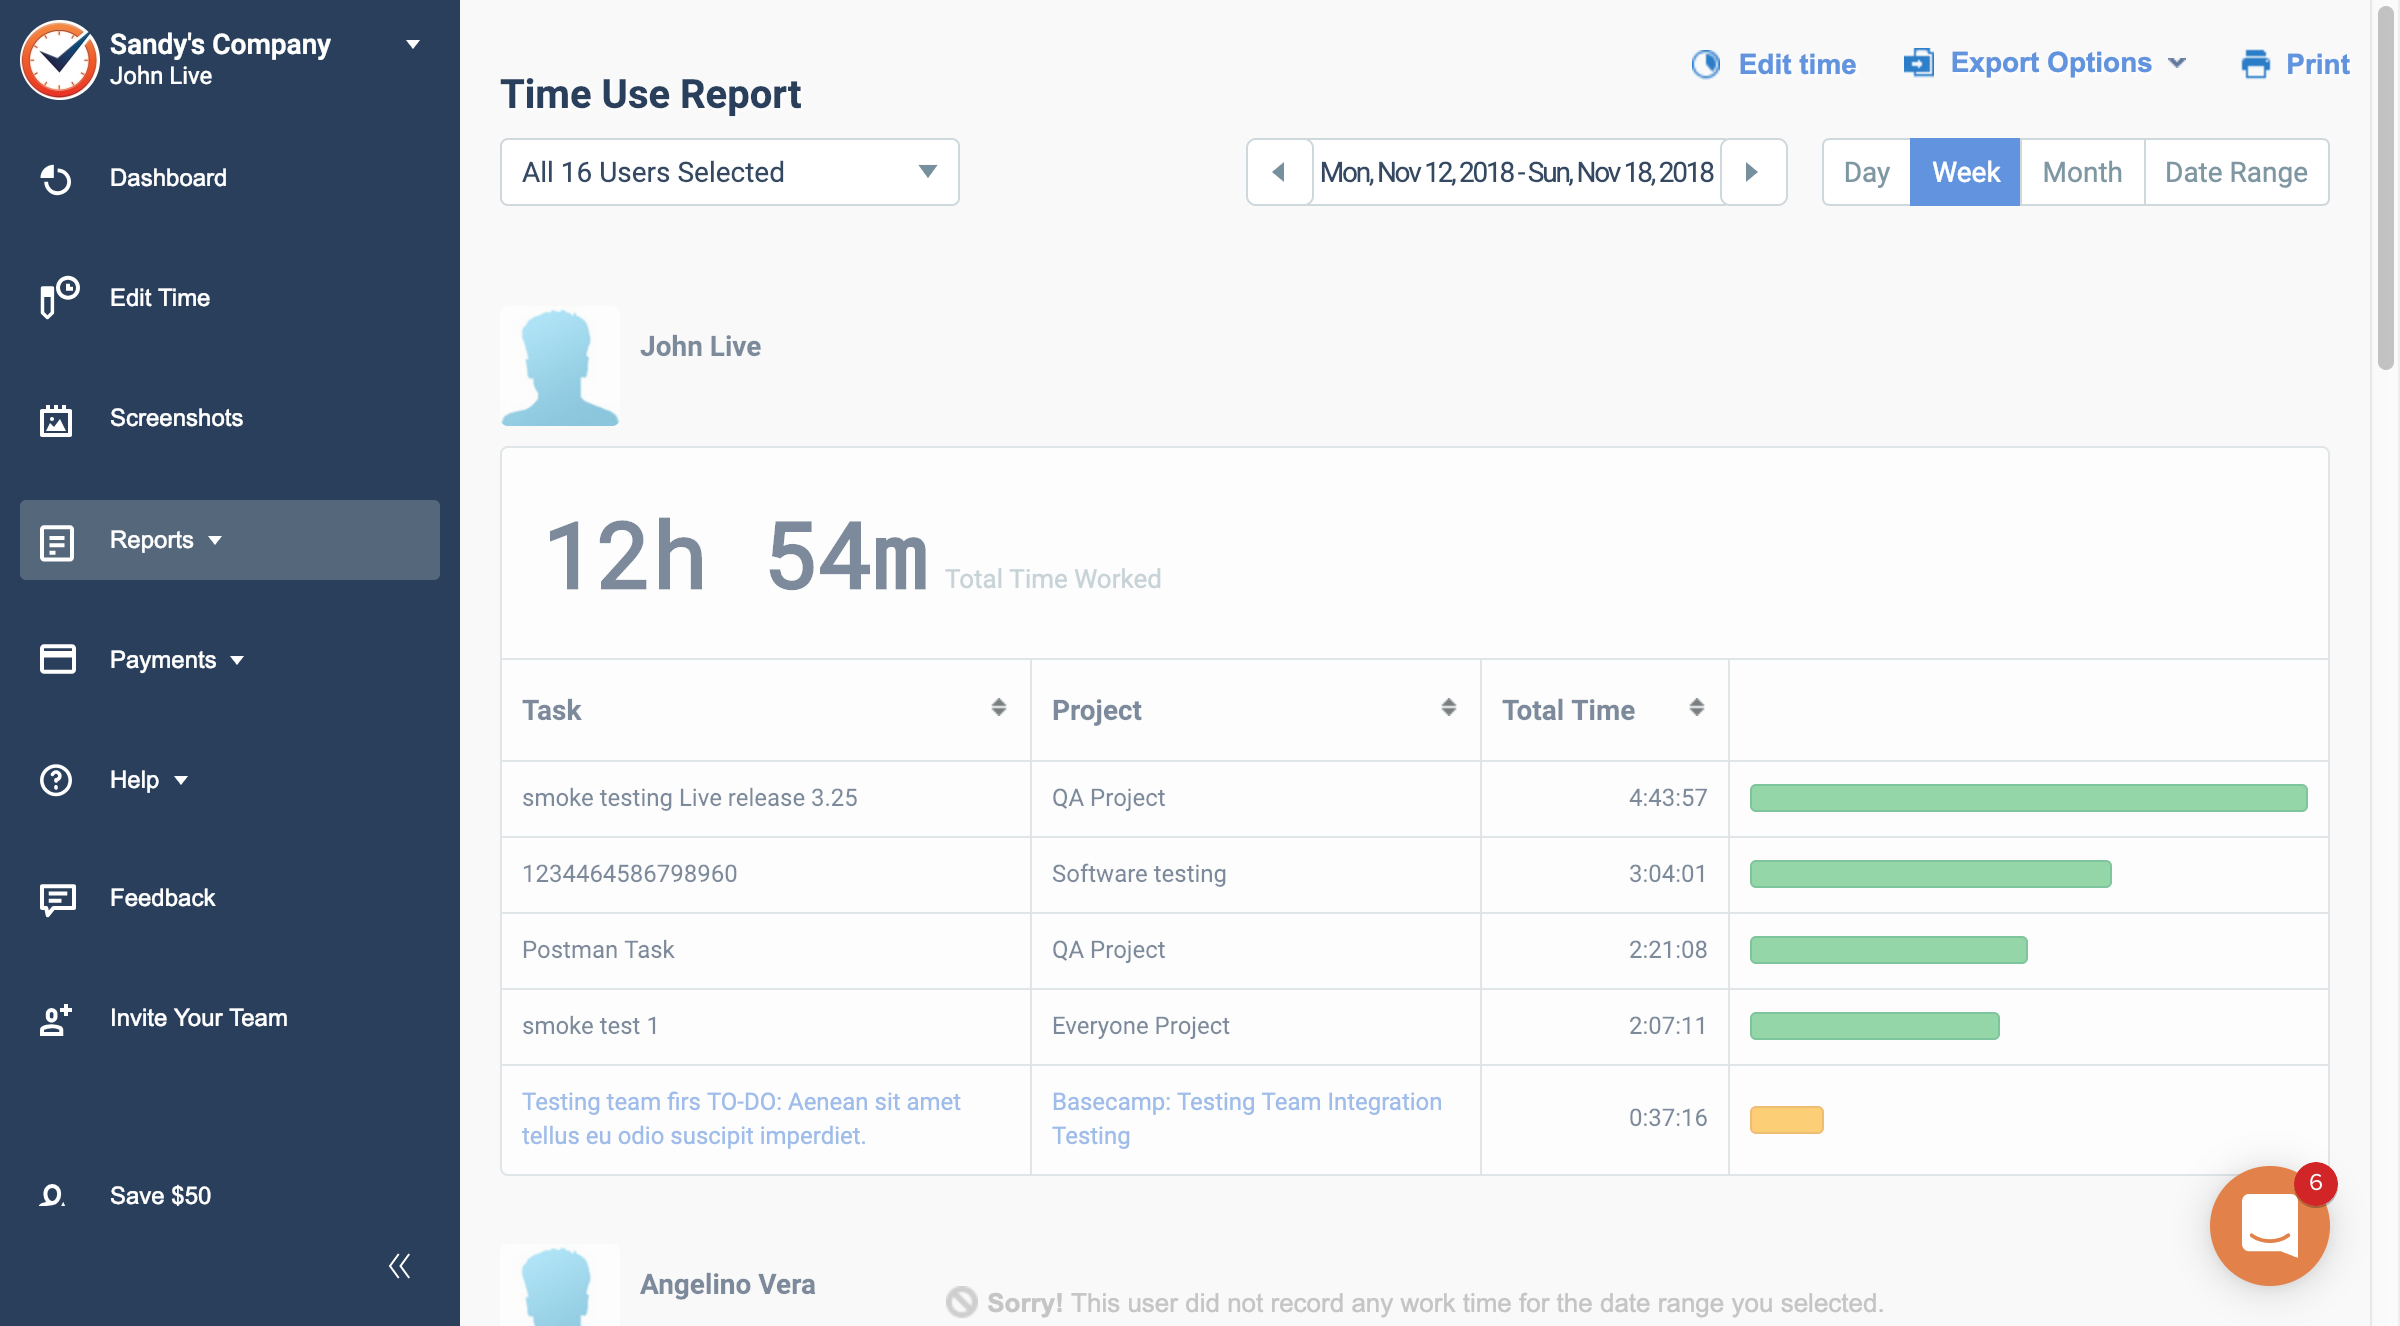 Sandy's Company
John Live
Dashboard
Edit Time
Screenshots
Reports
Payments
Help
Feedback
Invite Your Team
Save $50
Edit time
Export Options
Print
Time Use Report
All 16 Users Selected
Mon, Nov 12, 2018 - Sun, Nov 18, 2018
Day
Week
Month
Date Range
John Live
12h 54m Total Time Worked
Task
Project
Total Time
smoke testing Live release 3.25
QA Project
4:43:57
1234464586798960
Software testing
3:04:01
Postman Task
QA Project
2:21:08
smoke test 1
Everyone Project
2:07:11
Testing team firs TO-DO: Aenean sit amet
tellus eu odio suscipit imperdiet.
Basecamp: Testing Team Integration
Testing
0:37:16
6
Angelino Vera
Sorry! This user did not record any work time for the date range you selected.